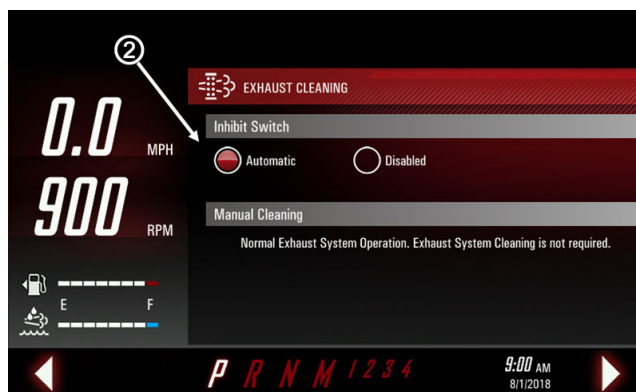 ②
EXHAUST CLEANING
Inhibit Switch
Automatic Disabled
0.0 MPH
900 RPM
Manual Cleaning
Normal Exhaust System Operation. Exhaust System Cleaning is not required.
E F
P R N M 1 2 3 4
9:00 AM
8/1/2018